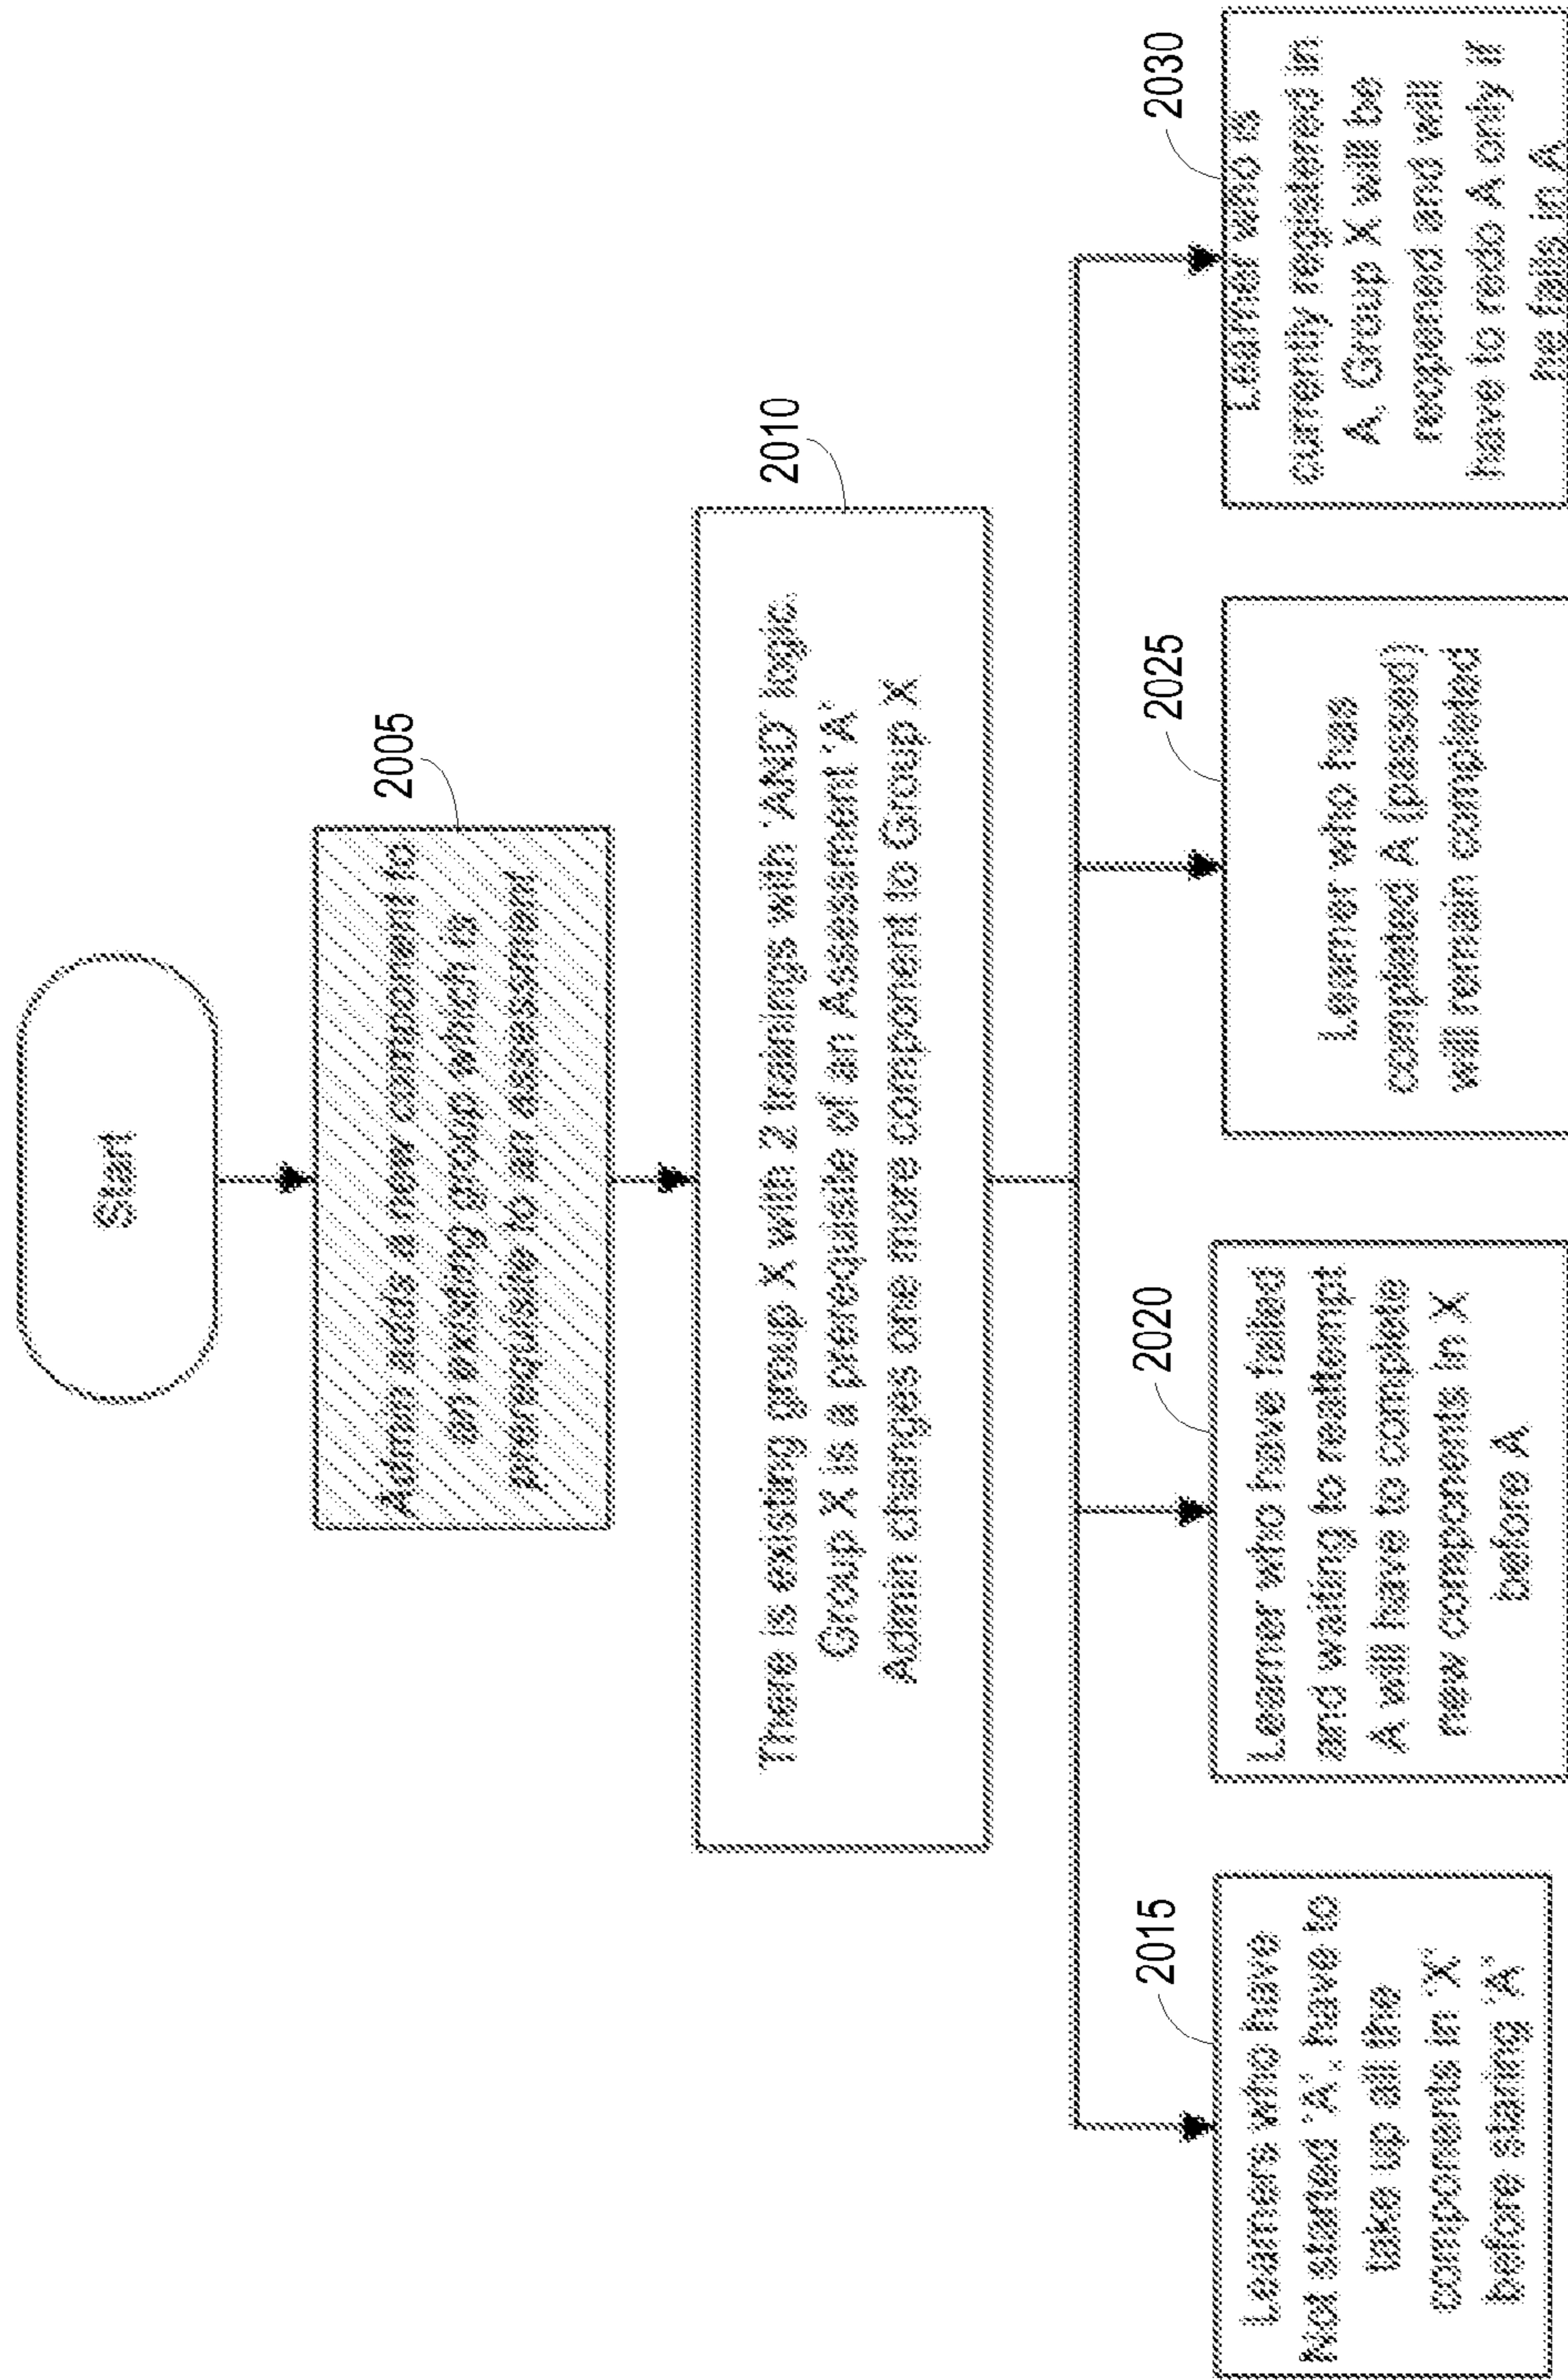 Start
2005
Admin adds a new component to
an existing group which is
prerequisite to an assessment
2010
There is existing group X with 2 trainings with 'AND' logic.
Group X is a prerequisite of an Assessment 'A'
Admin changes one more component to Group X
2015
Learners who have
Not started 'A', have to
take up all the
components in 'X'
before staring 'A'
2020
Learner who have failed
and waiting to reattempt
A will have to complete
new components in X
before A
2025
Learner who has
completed A (passed)
will remain completed
2030
Learner who is
currently registered in
A, Group X will be
reopened and will
have to redo A only if
he fails in A